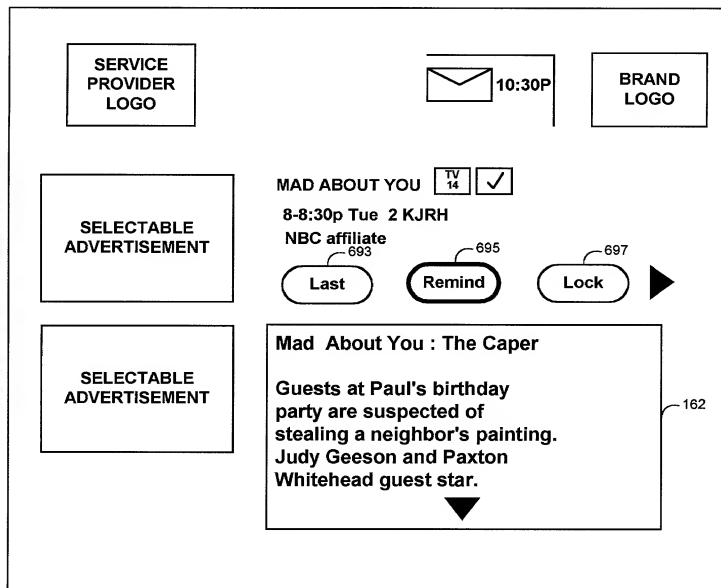 SERVICE
PROVIDER
LOGO
10:30P
BRAND
LOGO
SELECTABLE
ADVERTISEMENT
MAD ABOUT YOU TV
14
8-8:30p Tue 2 KJRH
NBC affiliate
693
695
697
Last
Remind
Lock
SELECTABLE
ADVERTISEMENT
Mad About You : The Caper
Guests at Paul's birthday
party are suspected of
stealing a neighbor's painting.
Judy Geeson and Paxton
Whitehead guest star.
162